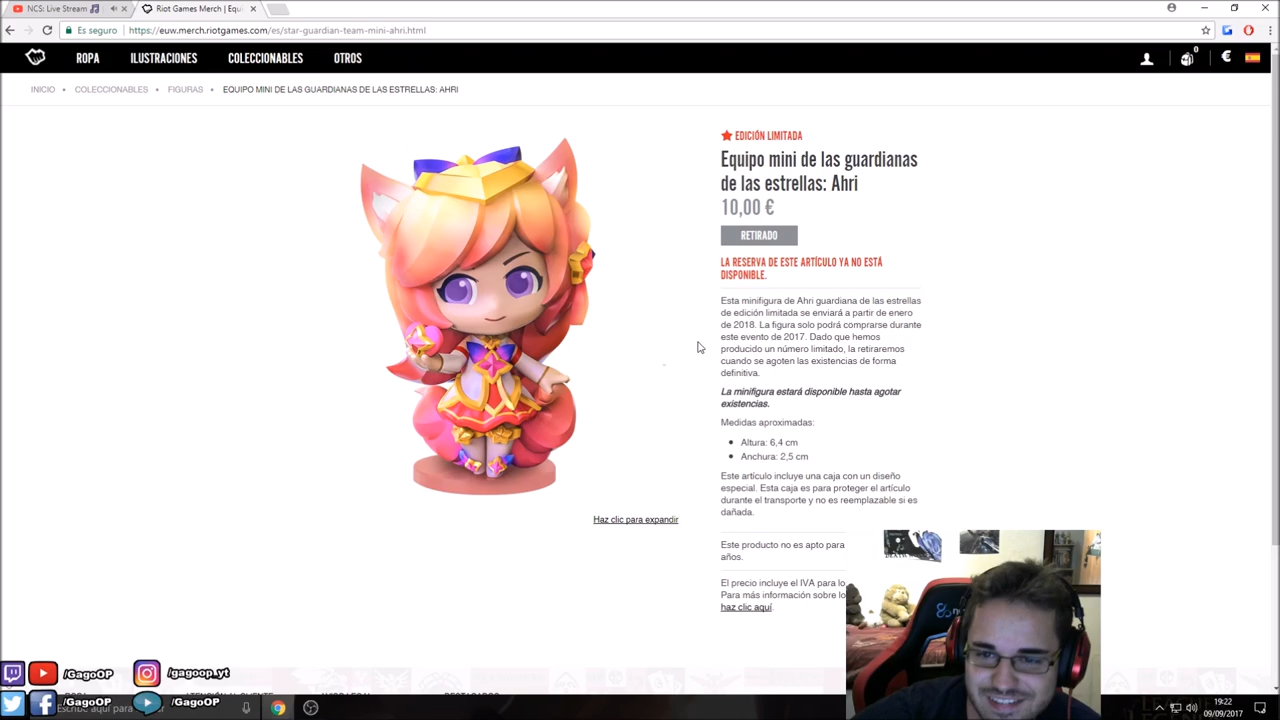 NCS: Live Stream
Riot Games Merch | Equi
Es seguro
https://euw.merch.riotgames.com/es/star-guardian-team-mini-ahri.html
ROPA
ILUSTRACIONES
COLECCIONABLES
OTROS
0
€
INICIO • COLECCIONABLES • FIGURAS • EQUIPO MINI DE LAS GUARDIANAS DE LAS ESTRELLAS: AHRI
EDICIÓN LIMITADA
Equipo mini de las guardianas
de las estrellas: Ahri
10,00 €
RETIRADO
LA RESERVA DE ESTE ARTÍCULO YA NO ESTÁ
DISPONIBLE.
Esta minifigura de Ahri guardiana de las estrellas
de edición limitada se enviará a partir de enero
de 2018. La figura solo podrá comprarse durante
este evento de 2017. Dado que hemos
producido un número limitado, la retiraremos
cuando se agoten las existencias de forma
definitiva.
La minifigura estará disponible hasta agotar
existencias.
Medidas aproximadas:
• Altura: 6,4 cm
• Anchura: 2,5 cm
Este artículo incluye una caja con un diseño
especial. Esta caja es para proteger el artículo
durante el transporte y no es reemplazable si es
dañada.
Haz clic para expandir
Este producto no es apto para
años.
El precio incluye el IVA para lo
Para más información sobre lo
haz clic aquí.
/GagoOP
/gagoop_yt
/GagoOP
/GagoOP
19:22
09/09/2017